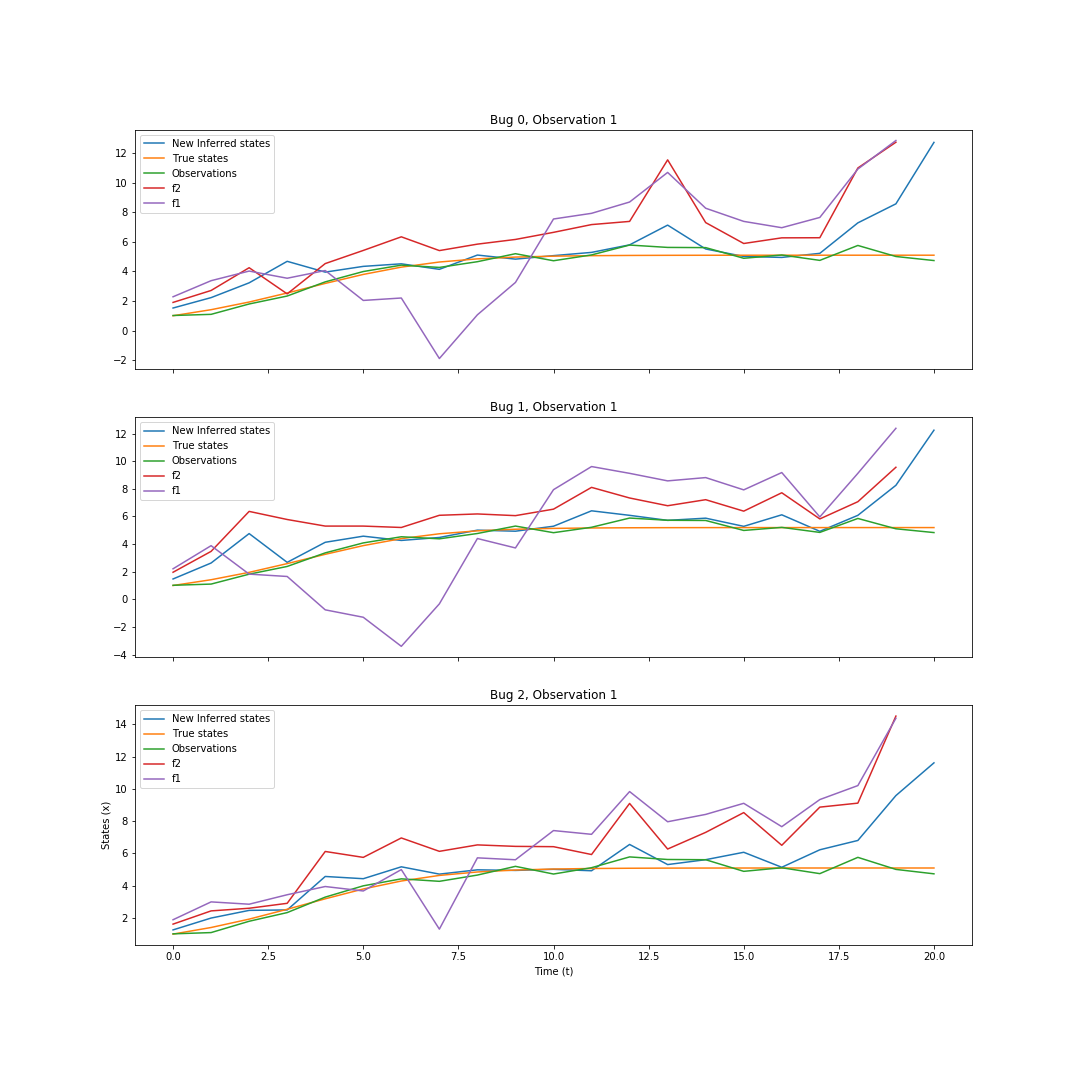 Bug 0, Observation 1
New Inferred states
True states
Observations
f2
f1
12
10
8
6
4
2
0
−2
Bug 1, Observation 1
New Inferred states
True states
Observations
f2
f1
12
10
8
6
4
2
0
−2
−4
Bug 2, Observation 1
New Inferred states
True states
Observations
f2
f1
14
12
10
8
6
4
2
States (x)
0.0 2.5 5.0 7.5 10.0 12.5 15.0 17.5 20.0
Time (t)